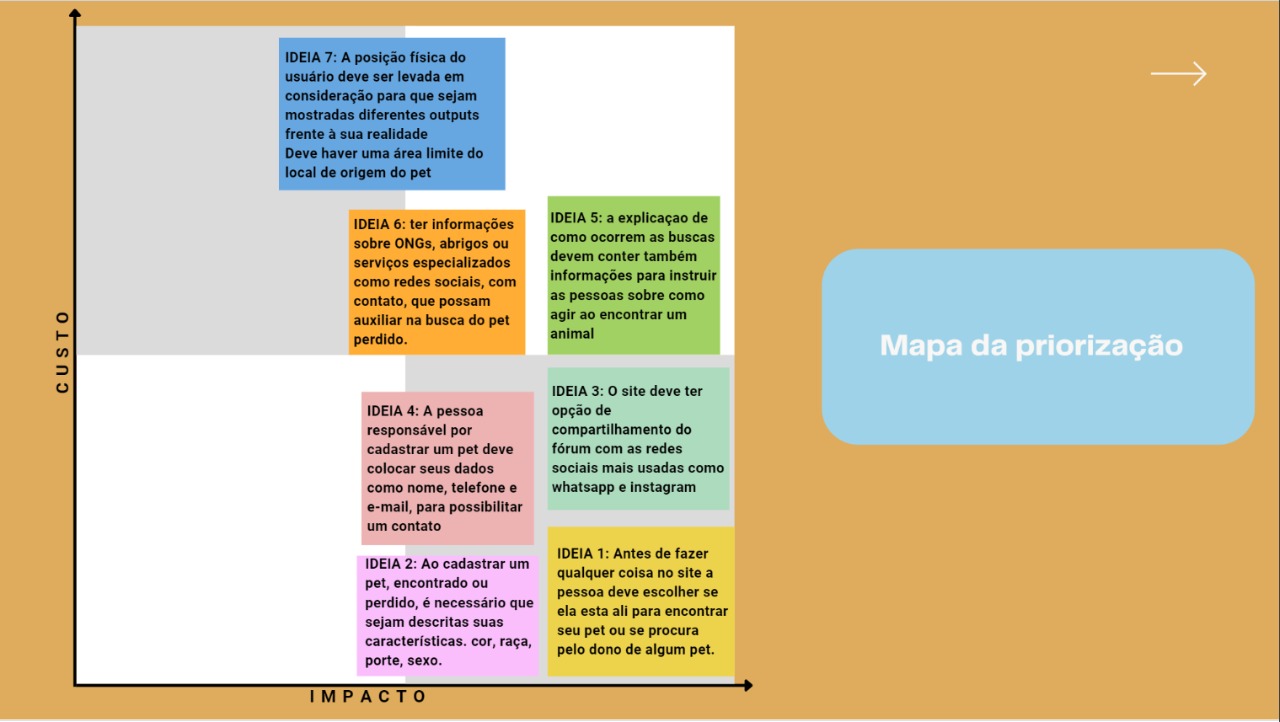 IDEIA 7: A posição física do
usuário deve ser levada em
consideração para que sejam
mostradas diferentes outputs
frente à sua realidade
Deve haver uma área limite do
local de origem do pet
IDEIA 6: ter informações
sobre ONGs, abrigos ou
serviços especializados
como redes sociais, com
contato, que possam
auxiliar na busca do pet
perdido.
IDEIA 5: a explicaçao de
como ocorrem as buscas
devem conter também
informações para instruir
as pessoas sobre como
agir ao encontrar um
animal
CUSTO
Mapa da priorização
IDEIA 4: A pessoa
responsável por
cadastrar um pet deve
colocar seus dados
como nome, telefone e
e-mail, para possibilitar
um contato
IDEIA 3: O site deve ter
opção de
compartilhamento do
fórum com as redes
sociais mais usadas como
whatsapp e instagram
IDEIA 2: Ao cadastrar um
pet, encontrado ou
perdido, é necessário que
sejam descritas suas
características. cor, raça,
porte, sexo.
IDEIA 1: Antes de fazer
qualquer coisa no site a
pessoa deve escolher se
ela esta ali para encontrar
seu pet ou se procura
pelo dono de algum pet.
IMPACTO